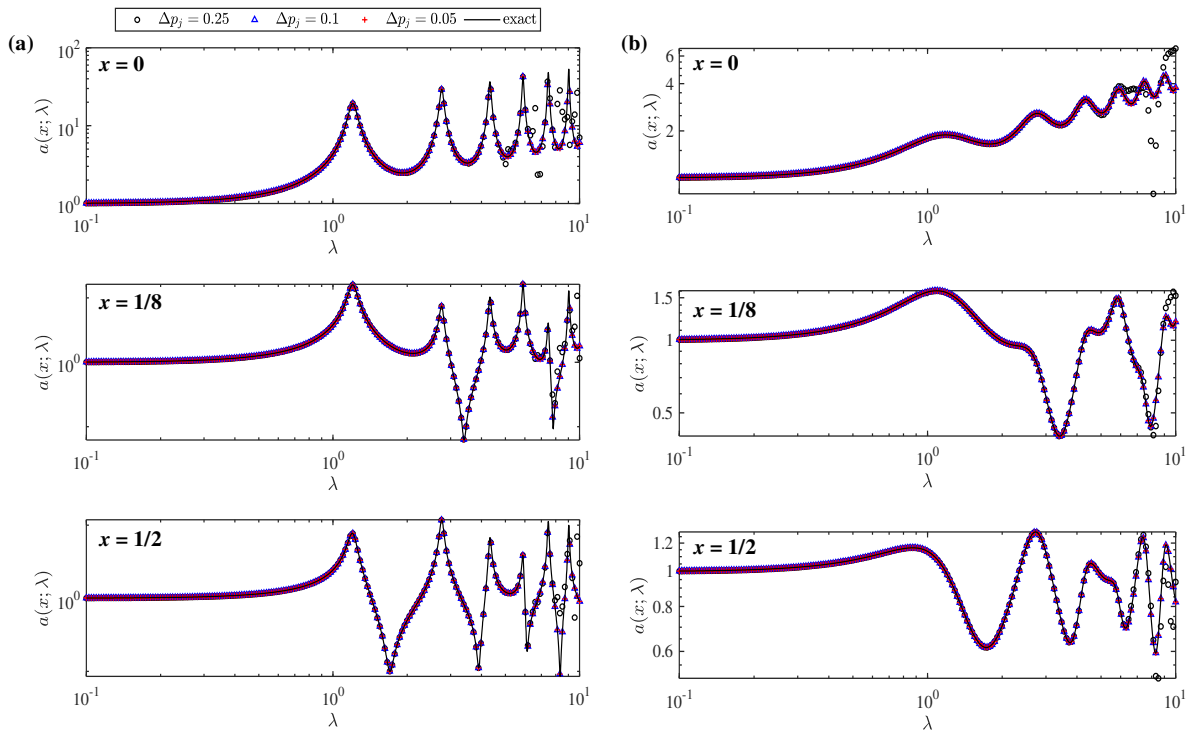 Δp_j = 0.25 Δp_j = 0.1 Δp_j = 0.05 exact
(a)
x = 0
a(x; λ)
10^2
10^1
10^0
10^-1 10^0 10^1
λ
x = 1/8
a(x; λ)
10^0
10^-1 10^0 10^1
λ
x = 1/2
a(x; λ)
10^0
10^-1 10^0 10^1
λ
(b)
x = 0
a(x; λ)
6
4
2
10^-1 10^0 10^1
λ
x = 1/8
a(x; λ)
1.5
1
0.5
10^-1 10^0 10^1
λ
x = 1/2
a(x; λ)
1.2
1
0.8
0.6
10^-1 10^0 10^1
λ